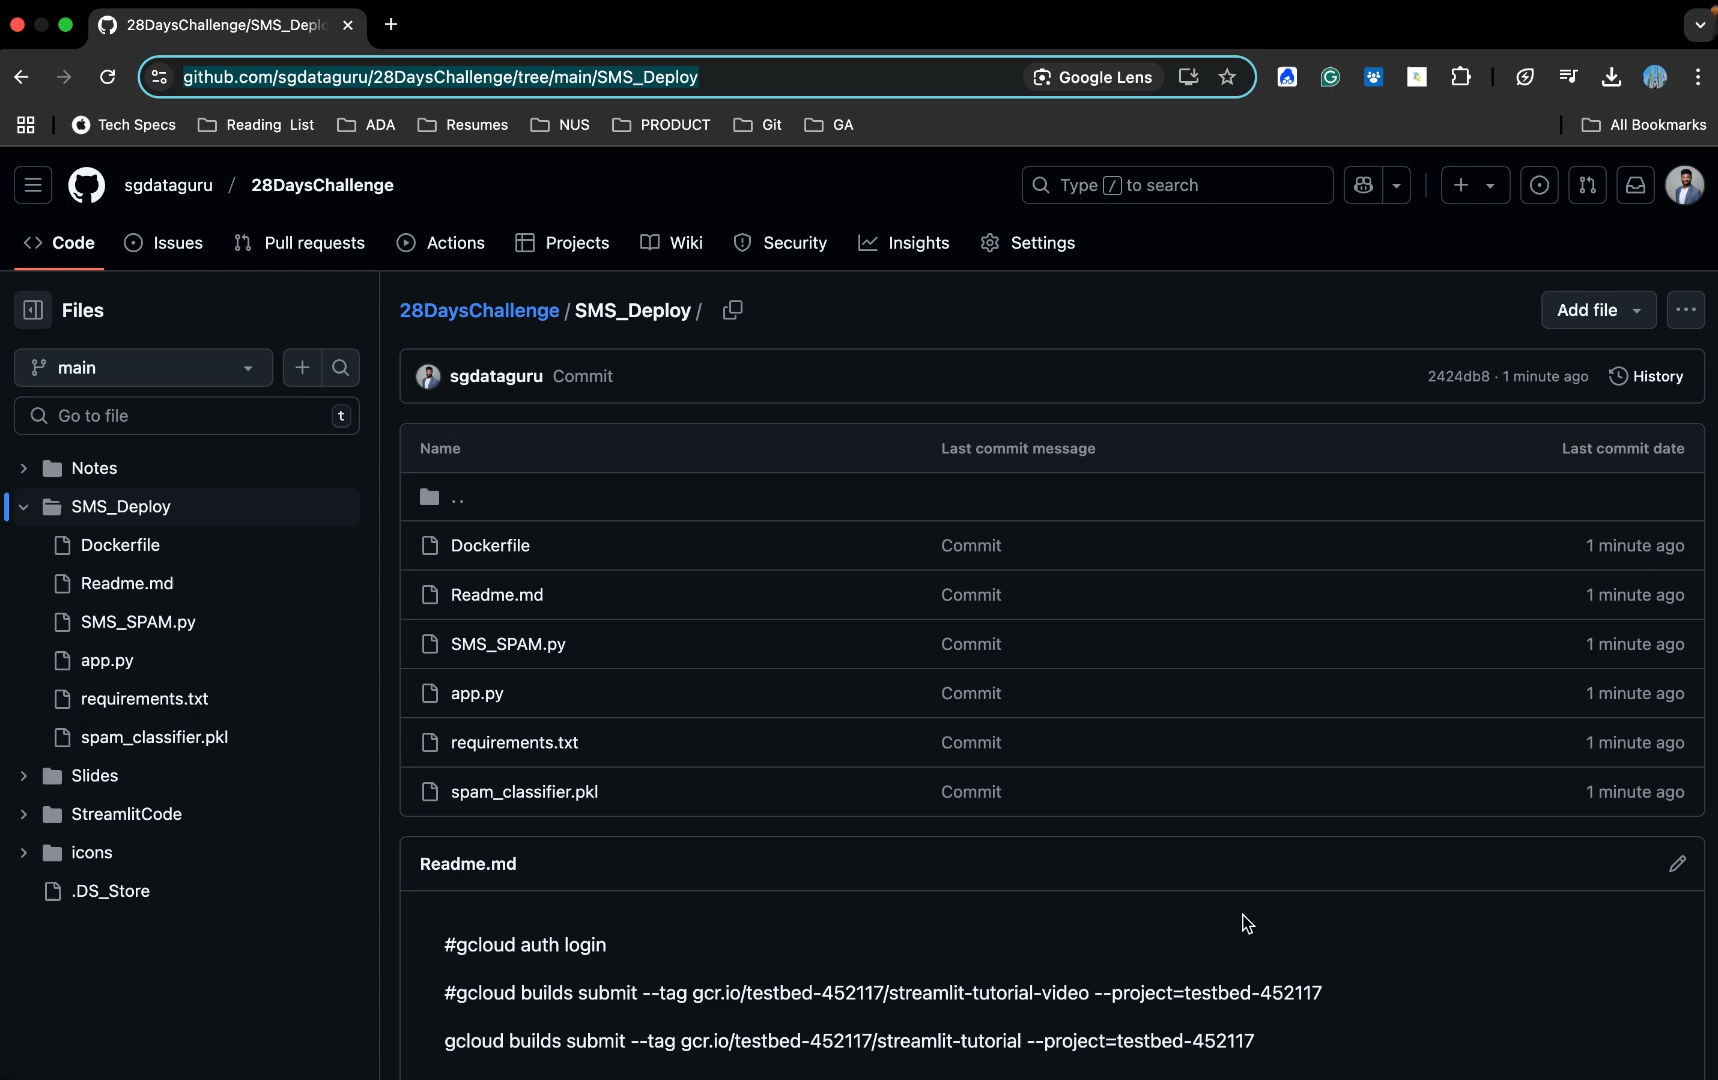 28DaysChallenge/SMS_Deplo
github.com/sgdataguru/28DaysChallenge/tree/main/SMS_Deploy
Google Lens
Tech Specs
Reading List
ADA
Resumes
NUS
PRODUCT
Git
GA
All Bookmarks
sgdataguru / 28DaysChallenge
Type / to search
Code
Issues
Pull requests
Actions
Projects
Wiki
Security
Insights
Settings
Files
main
Go to file
t
Notes
SMS_Deploy
Dockerfile
Readme.md
SMS_SPAM.py
app.py
requirements.txt
spam_classifier.pkl
Slides
StreamlitCode
icons
.DS_Store
28DaysChallenge / SMS_Deploy /
Add file
sgdataguru Commit
2424db8 · 1 minute ago
History
Name Last commit message Last commit date
..
Dockerfile Commit 1 minute ago
Readme.md Commit 1 minute ago
SMS_SPAM.py Commit 1 minute ago
app.py Commit 1 minute ago
requirements.txt Commit 1 minute ago
spam_classifier.pkl Commit 1 minute ago
Readme.md
#gcloud auth login
#gcloud builds submit --tag gcr.io/testbed-452117/streamlit-tutorial-video --project=testbed-452117
gcloud builds submit --tag gcr.io/testbed-452117/streamlit-tutorial --project=testbed-452117